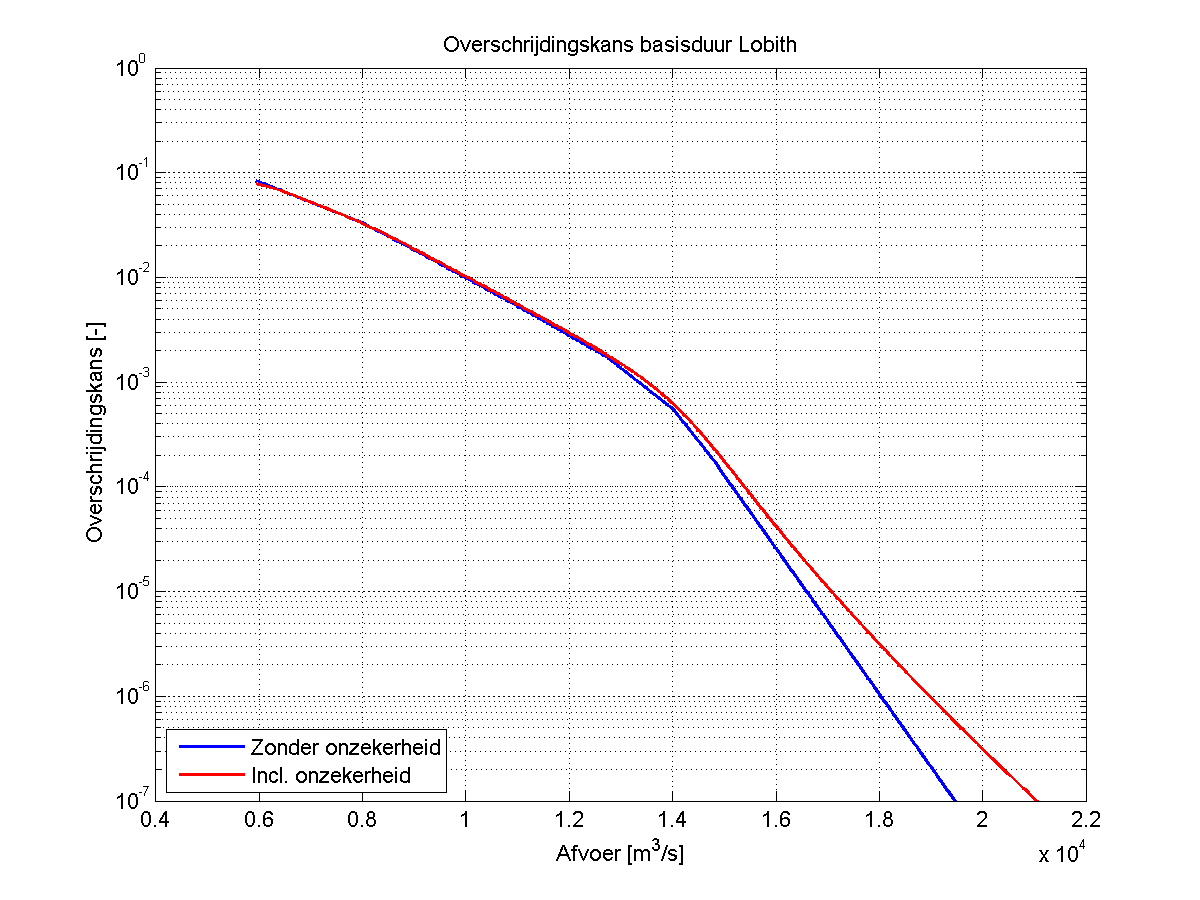 Overschrijdingskans basisduur Lobith
10^0
10^-1
10^-2
10^-3
10^-4
10^-5
10^-6
10^-7
Overschrijdingskans [-]
Zonder onzekerheid
Incl. onzekerheid
0.4 0.6 0.8 1 1.2 1.4 1.6 1.8 2 2.2
Afvoer [m^3/s]
x 10^4